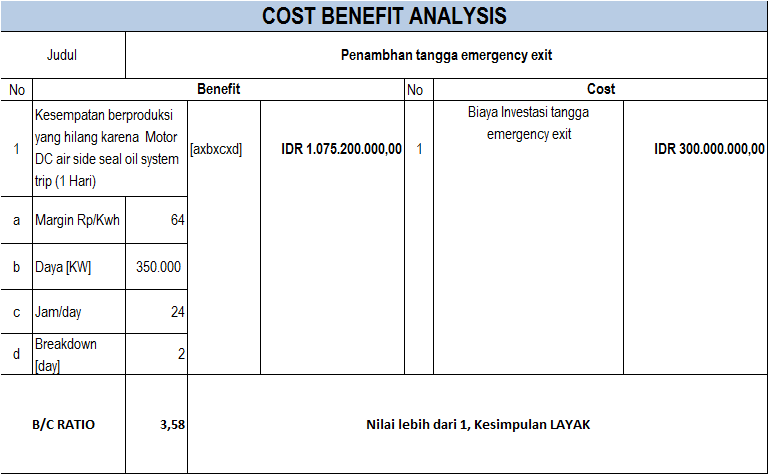 COST BENEFIT ANALYSIS
Judul
Penambhan tangga emergency exit
No
Benefit
No
Cost
1
Kesempatan berproduksi
yang hilang karena Motor
DC air side seal oil system
trip (1 Hari)
[axbxcxd]
IDR 1.075.200.000,00
1
Biaya Investasi tangga
emergency exit
IDR 300.000.000,00
a
Margin Rp/Kwh
64
b
Daya [KW]
350.000
c
Jam/day
24
d
Breakdown
[day]
2
B/C RATIO
3,58
Nilai lebih dari 1, Kesimpulan LAYAK